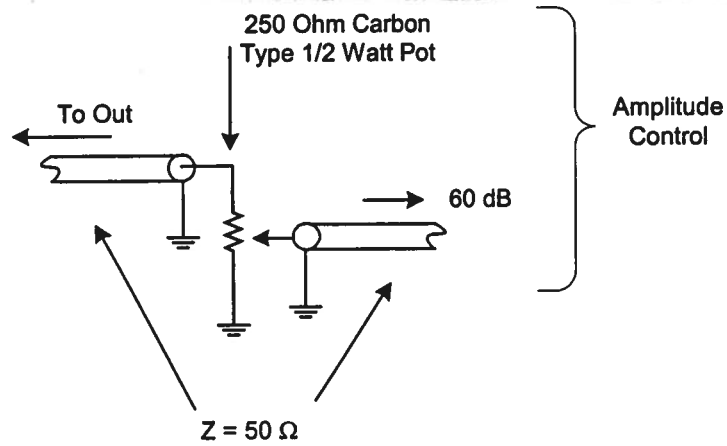 250 Ohm Carbon
Type 1/2 Watt Pot
To Out
Amplitude
Control
60 dB
Z = 50 Ω